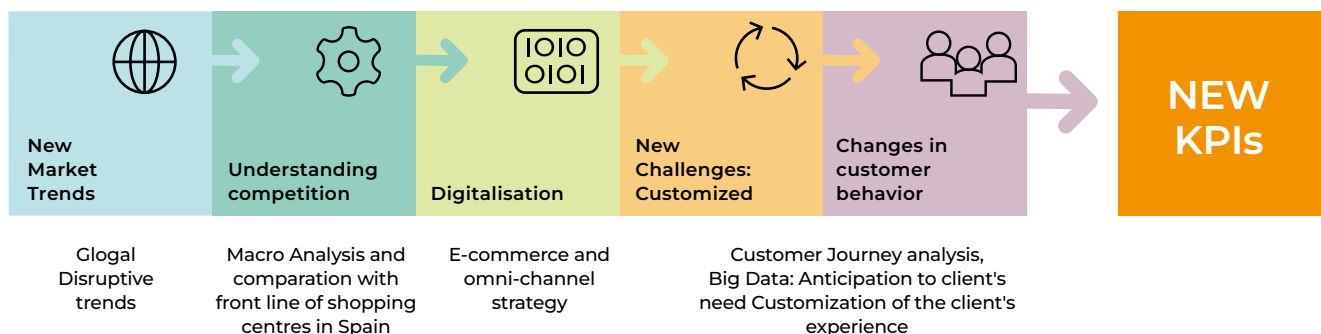 IOIO
OIOI
New
Market
Trends
Understanding
competition
Digitalisation
New
Challenges:
Customized
Changes in
customer
behavior
NEW
KPIs
Glogal
Disruptive
trends
Macro Analysis and
comparation with
front line of shopping
centres in Spain
E-commerce and
omni-channel
strategy
Customer Journey analysis,
Big Data: Anticipation to client's
need Customization of the client's
experience